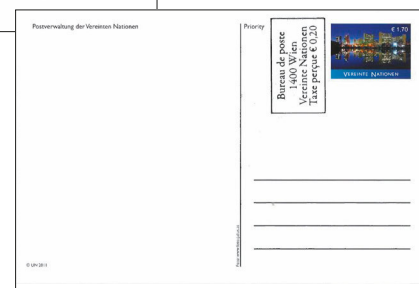 Postverwaltung der Vereinten Nationen
Priority
Bureau de poste
1400 Wien
Vereinte Nationen
Taxe perçue € 0,20
€ 1,70
VEREINTE NATIONEN
© UN 2011